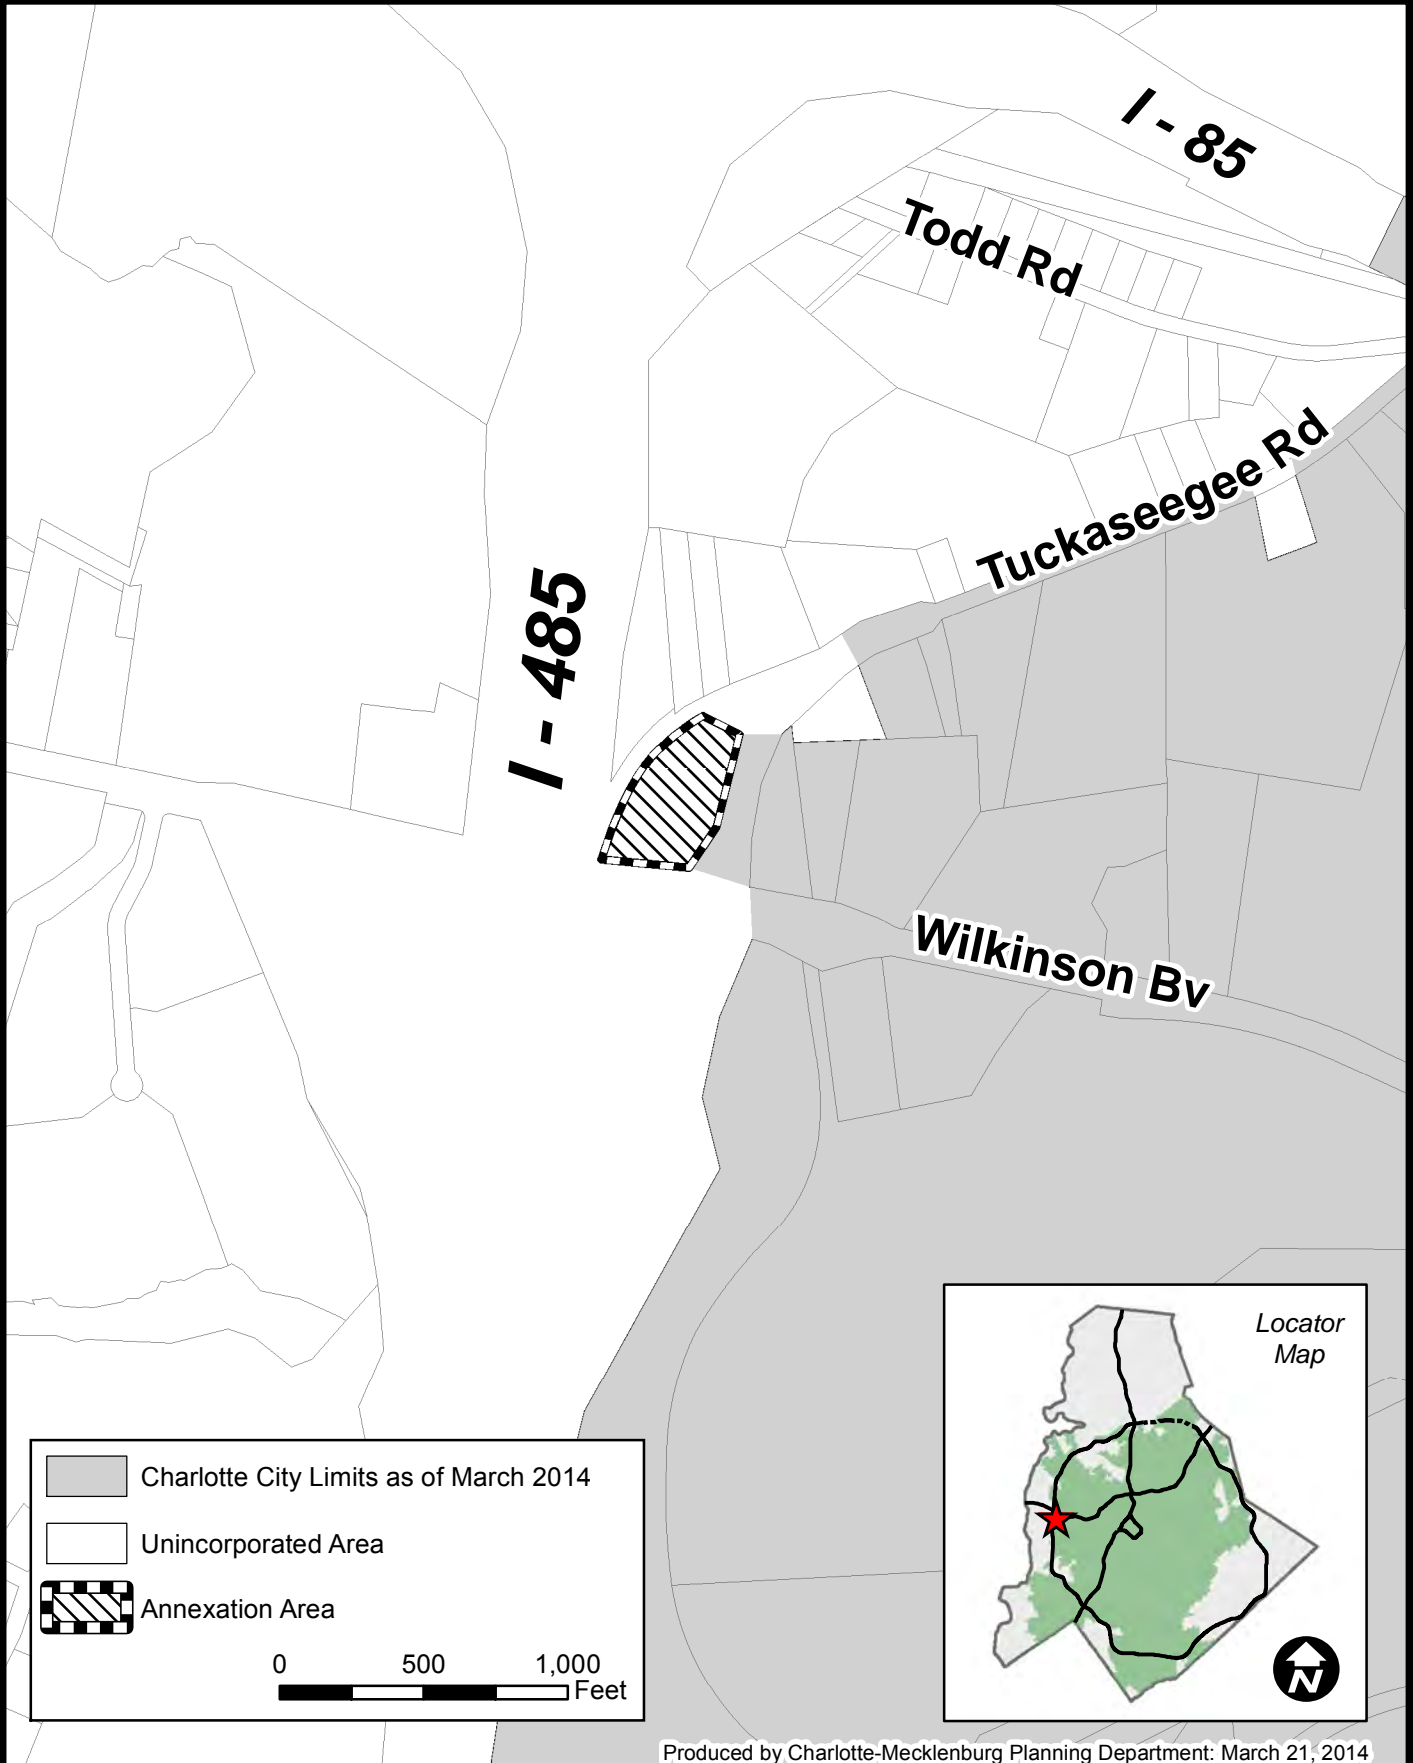 I - 85
Todd Rd
Tuckaseegee Rd
I - 485
Wilkinson Bv
Locator
Map
Charlotte City Limits as of March 2014
Unincorporated Area
Annexation Area
0 500 1,000
Feet
N
Produced by Charlotte-Mecklenburg Planning Department: March 21, 2014